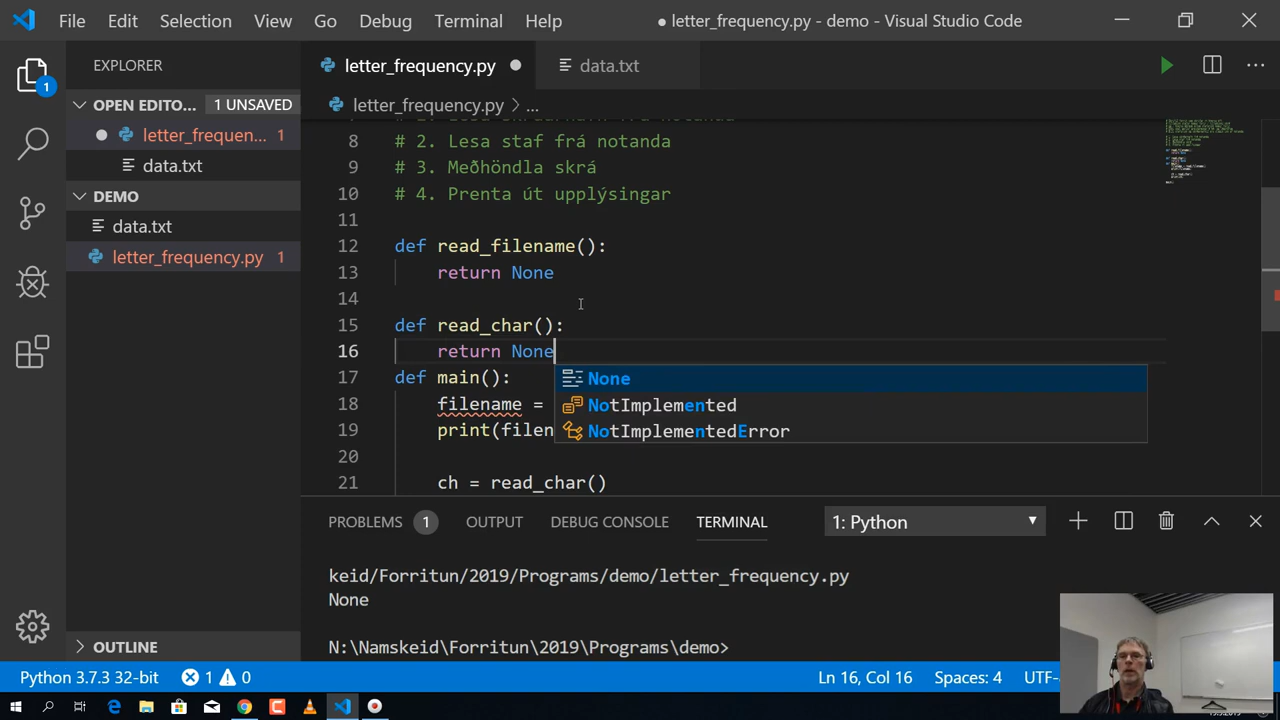 File Edit Selection View Go Debug Terminal Help
● letter_frequency.py - demo - Visual Studio Code
EXPLORER
OPEN EDITO... 1 UNSAVED
letter_frequen... 1
data.txt
DEMO
data.txt
letter_frequency.py 1
OUTLINE
1
letter_frequency.py
data.txt
letter_frequency.py > ...
8 # 2. Lesa staf frá notanda
9 # 3. Meðhöndla skrá
10 # 4. Prenta út upplýsingar
11
12 def read_filename():
13 return None
14
15 def read_char():
16 return None
17 def main():
18 filename =
19 print(filen
20
21 ch = read_char()
None
NotImplemented
NotImplementedError
PROBLEMS 1 OUTPUT DEBUG CONSOLE TERMINAL 1: Python
keid/Forritun/2019/Programs/demo/letter_frequency.py
None
N:\Namskeid\Forritun\2019\Programs\demo>
Python 3.7.3 32-bit 1 0 Ln 16, Col 16 Spaces: 4 UTF-